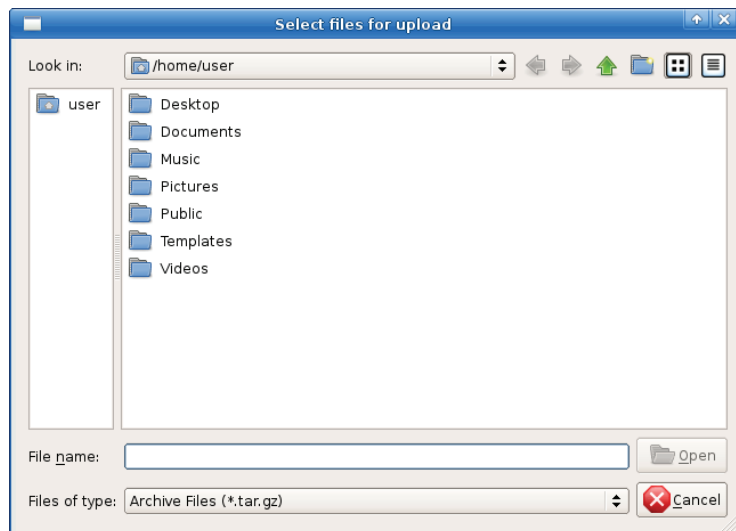 Select files for upload
Look in: /home/user
user
Desktop
Documents
Music
Pictures
Public
Templates
Videos
File name: Open
Files of type: Archive Files (*.tar.gz) Cancel